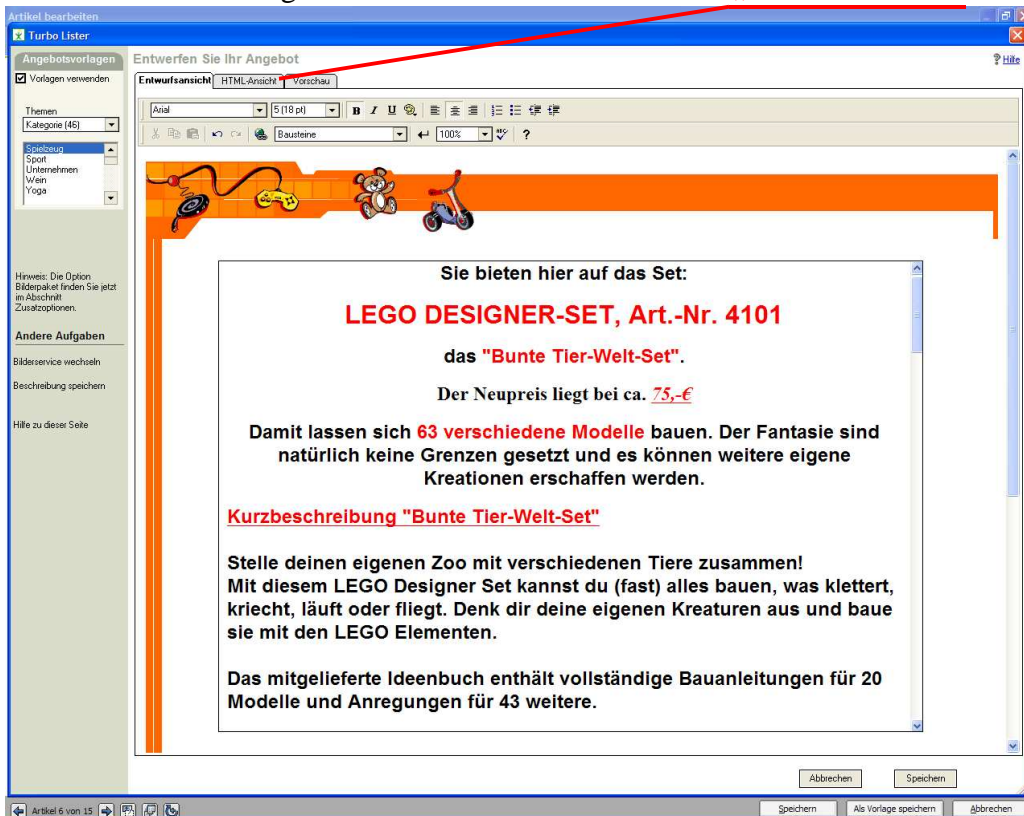 Artikel bearbeiten
Turbo Lister
Angebotsvorlagen
Vorlagen verwenden
Themen
Kategorie (46)
Spielzeug
Sport
Unternehmen
Wein
Yoga
Hinweis: Die Option
Bilderpaket finden Sie jetzt
im Abschnitt
Zusatzoptionen.
Andere Aufgaben
Bilderservice wechseln
Beschreibung speichern
Hilfe zu dieser Seite
Entwerfen Sie Ihr Angebot
? Hilfe
Entwurfsansicht HTML-Ansicht Vorschau
Arial 5 (18 pt) B I U
Bausteine 100% ABC ?
Sie bieten hier auf das Set:
LEGO DESIGNER-SET, Art.-Nr. 4101
das "Bunte Tier-Welt-Set".
Der Neupreis liegt bei ca. 75,-€
Damit lassen sich 63 verschiedene Modelle bauen. Der Fantasie sind
natürlich keine Grenzen gesetzt und es können weitere eigene
Kreationen erschaffen werden.
Kurzbeschreibung "Bunte Tier-Welt-Set"
Stelle deinen eigenen Zoo mit verschiedenen Tiere zusammen!
Mit diesem LEGO Designer Set kannst du (fast) alles bauen, was klettert,
kriecht, läuft oder fliegt. Denk dir deine eigenen Kreaturen aus und baue
sie mit den LEGO Elementen.
Das mitgelieferte Ideenbuch enthält vollständige Bauanleitungen für 20
Modelle und Anregungen für 43 weitere.
Abbrechen Speichern
Artikel 6 von 15
Speichern Als Vorlage speichern Abbrechen